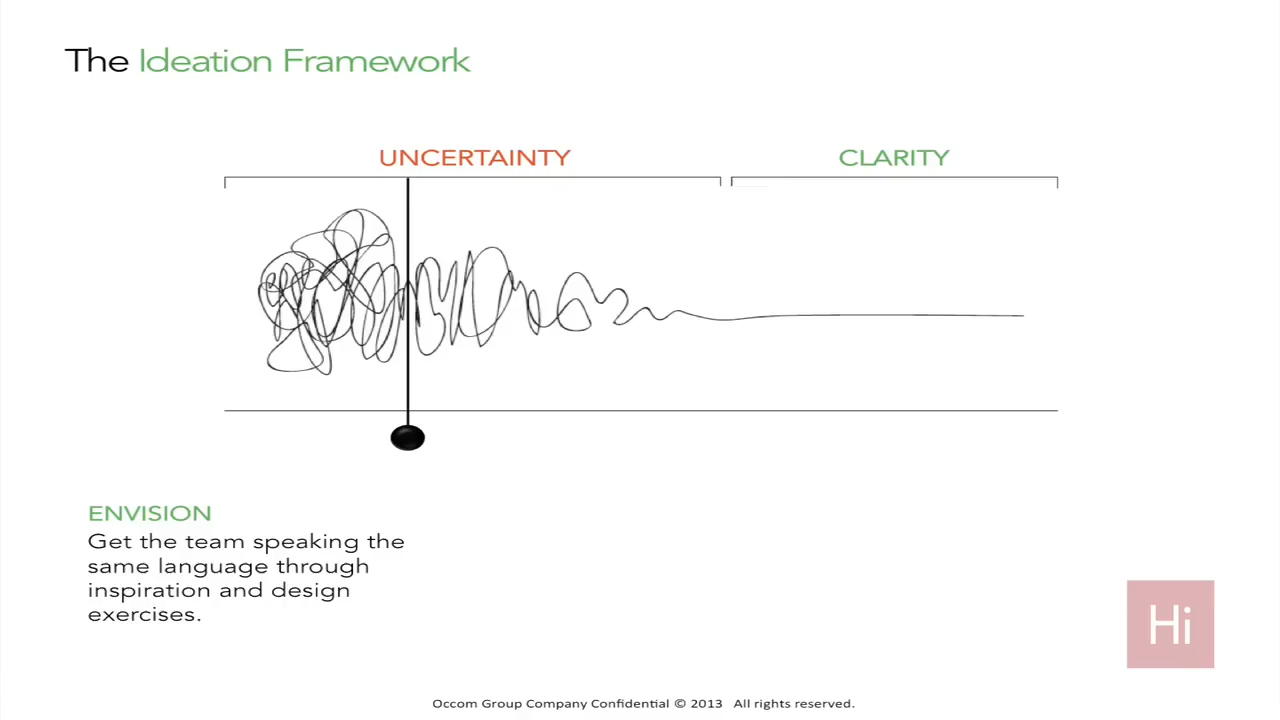 The Ideation Framework
UNCERTAINTY
CLARITY
ENVISION
Get the team speaking the
same language through
inspiration and design
exercises.
Hi
Occom Group Company Confidential © 2013 All rights reserved.